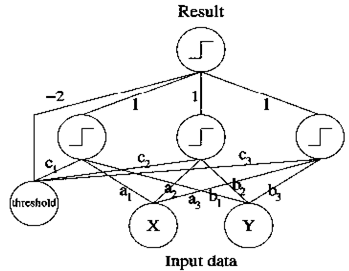 Result
−2 1 1 1
c1 c2 c3
threshold
a1 a2 a3 b1 b2 b3
X Y
Input data